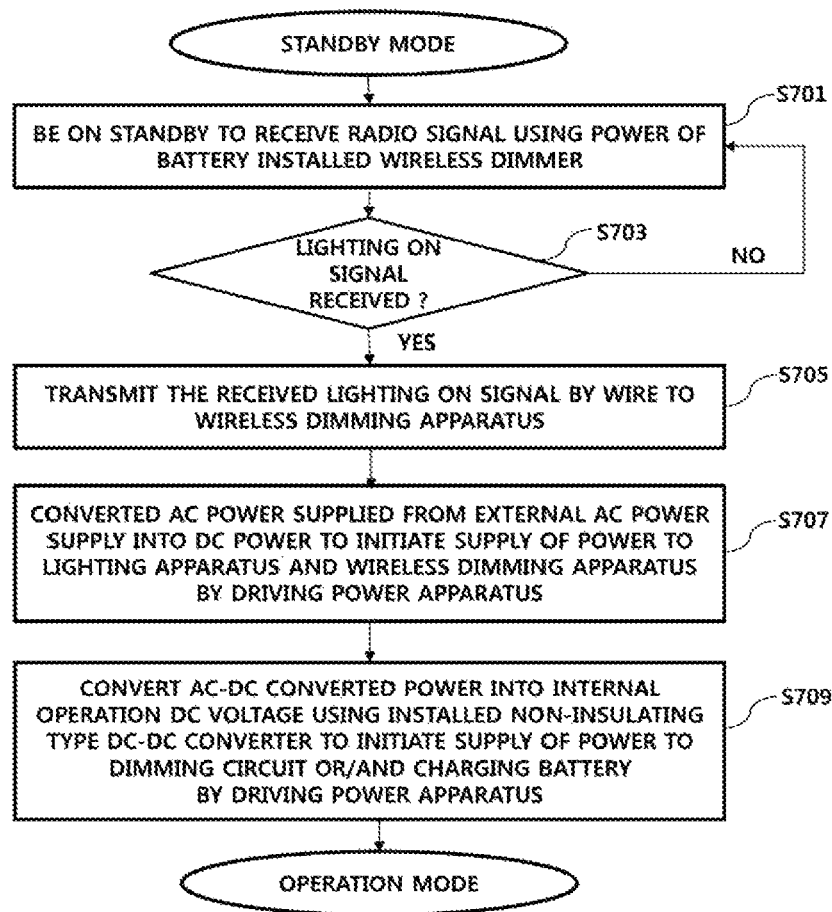 STANDBY MODE
S701
BE ON STANDBY TO RECEIVE RADIO SIGNAL USING POWER OF
BATTERY INSTALLED WIRELESS DIMMER
S703
LIGHTING ON
SIGNAL
RECEIVED ?
NO
YES
S705
TRANSMIT THE RECEIVED LIGHTING ON SIGNAL BY WIRE TO
WIRELESS DIMMING APPARATUS
CONVERTED AC POWER SUPPLIED FROM EXTERNAL AC POWER
SUPPLY INTO DC POWER TO INITIATE SUPPLY OF POWER TO
LIGHTING APPARATUS AND WIRELESS DIMMING APPARATUS
BY DRIVING POWER APPARATUS
S707
CONVERT AC-DC CONVERTED POWER INTO INTERNAL
OPERATION DC VOLTAGE USING INSTALLED NON-INSULATING
TYPE DC-DC CONVERTER TO INITIATE SUPPLY OF POWER TO
DIMMING CIRCUIT OR/AND CHARGING BATTERY
BY DRIVING POWER APPARATUS
S709
OPERATION MODE